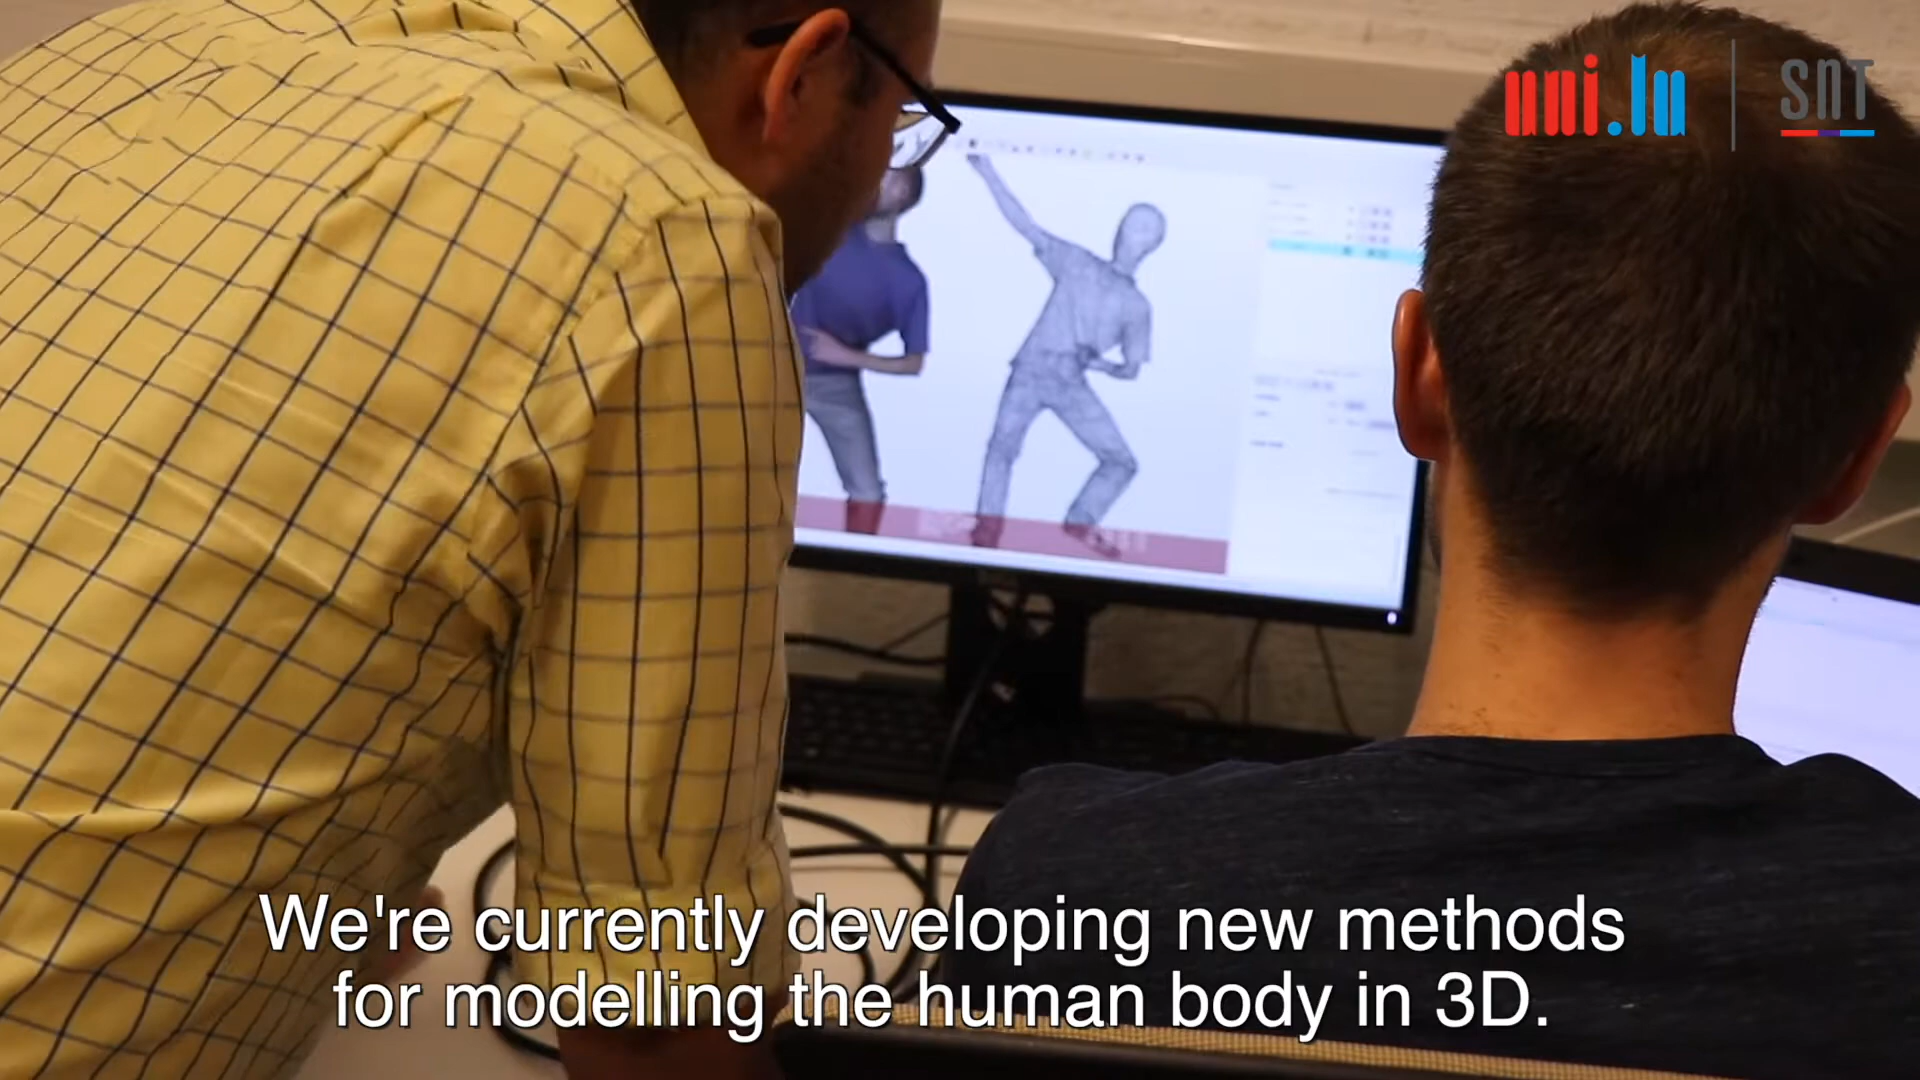 uni.lu
SNT
We're currently developing new methods
for modelling the human body in 3D.